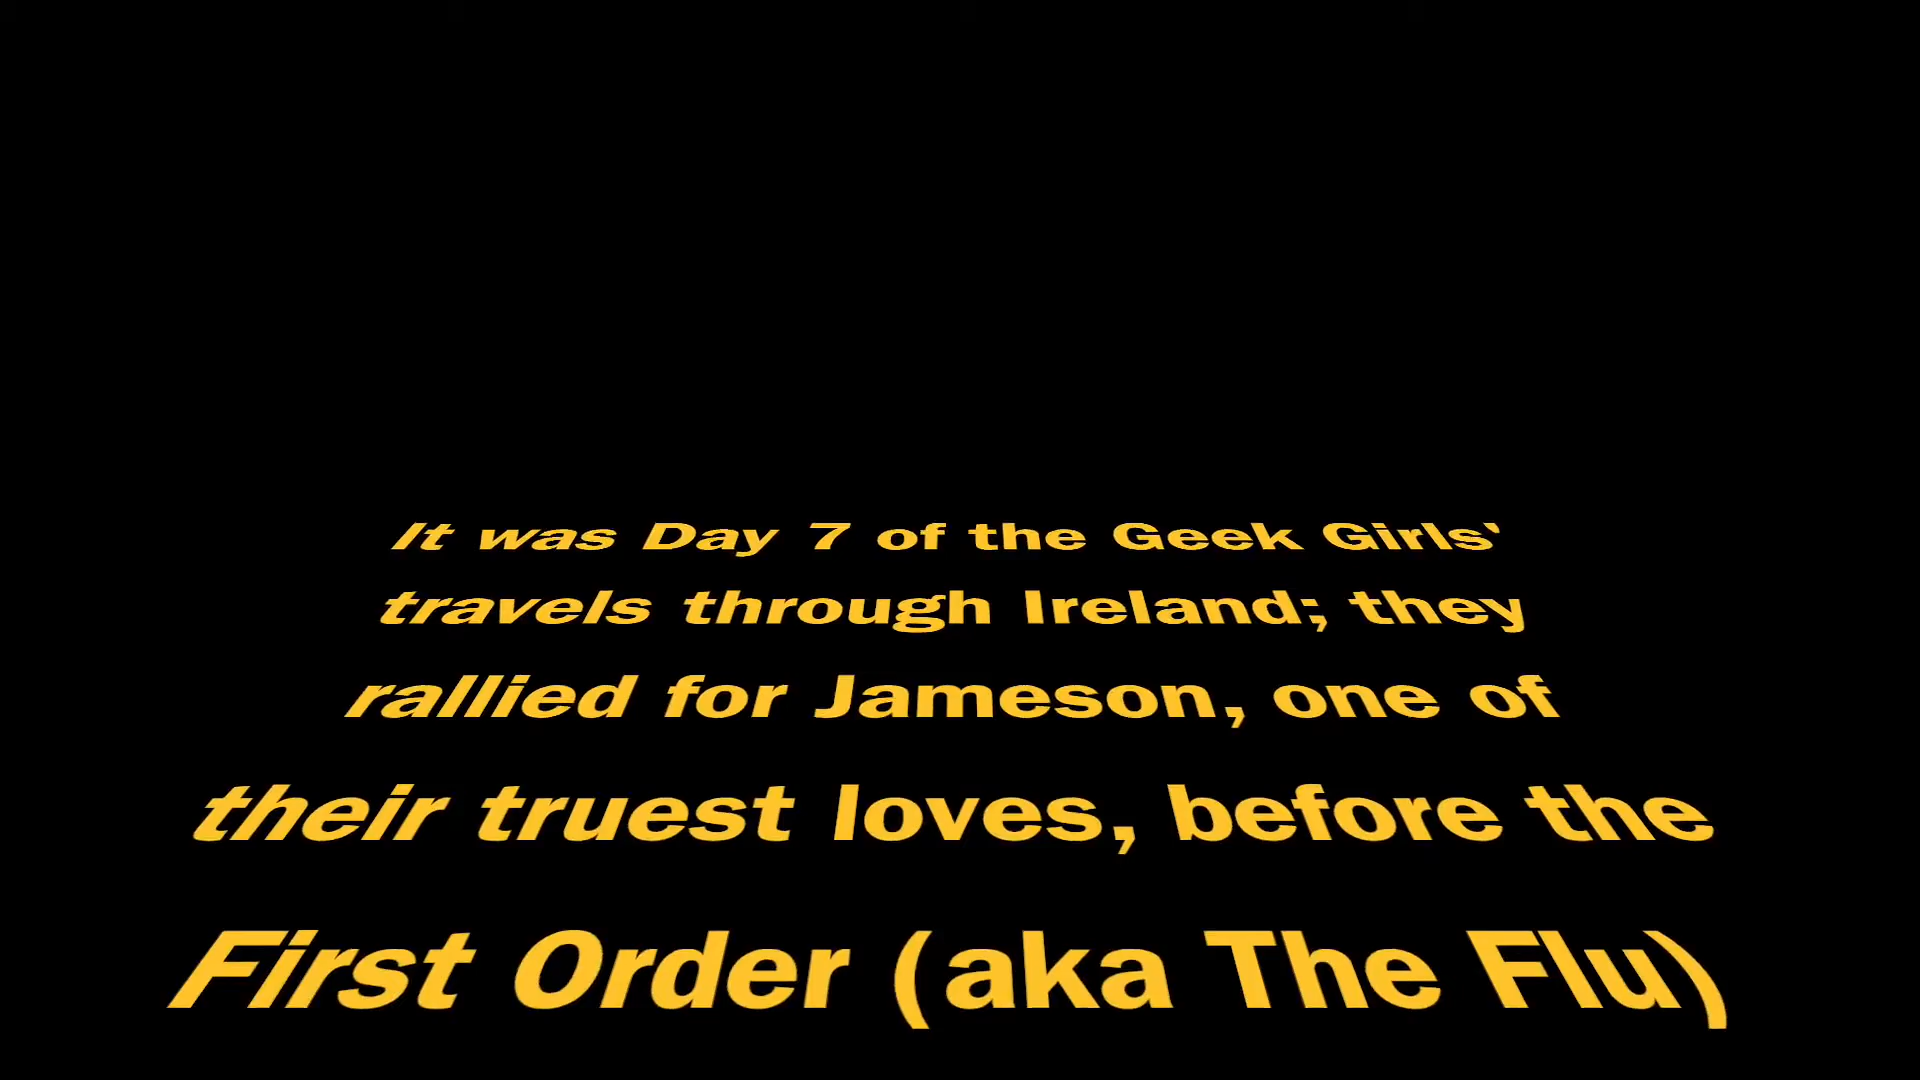 It was Day 7 of the Geek Girls'
travels through Ireland; they
rallied for Jameson, one of
their truest loves, before the
First Order (aka The Flu)